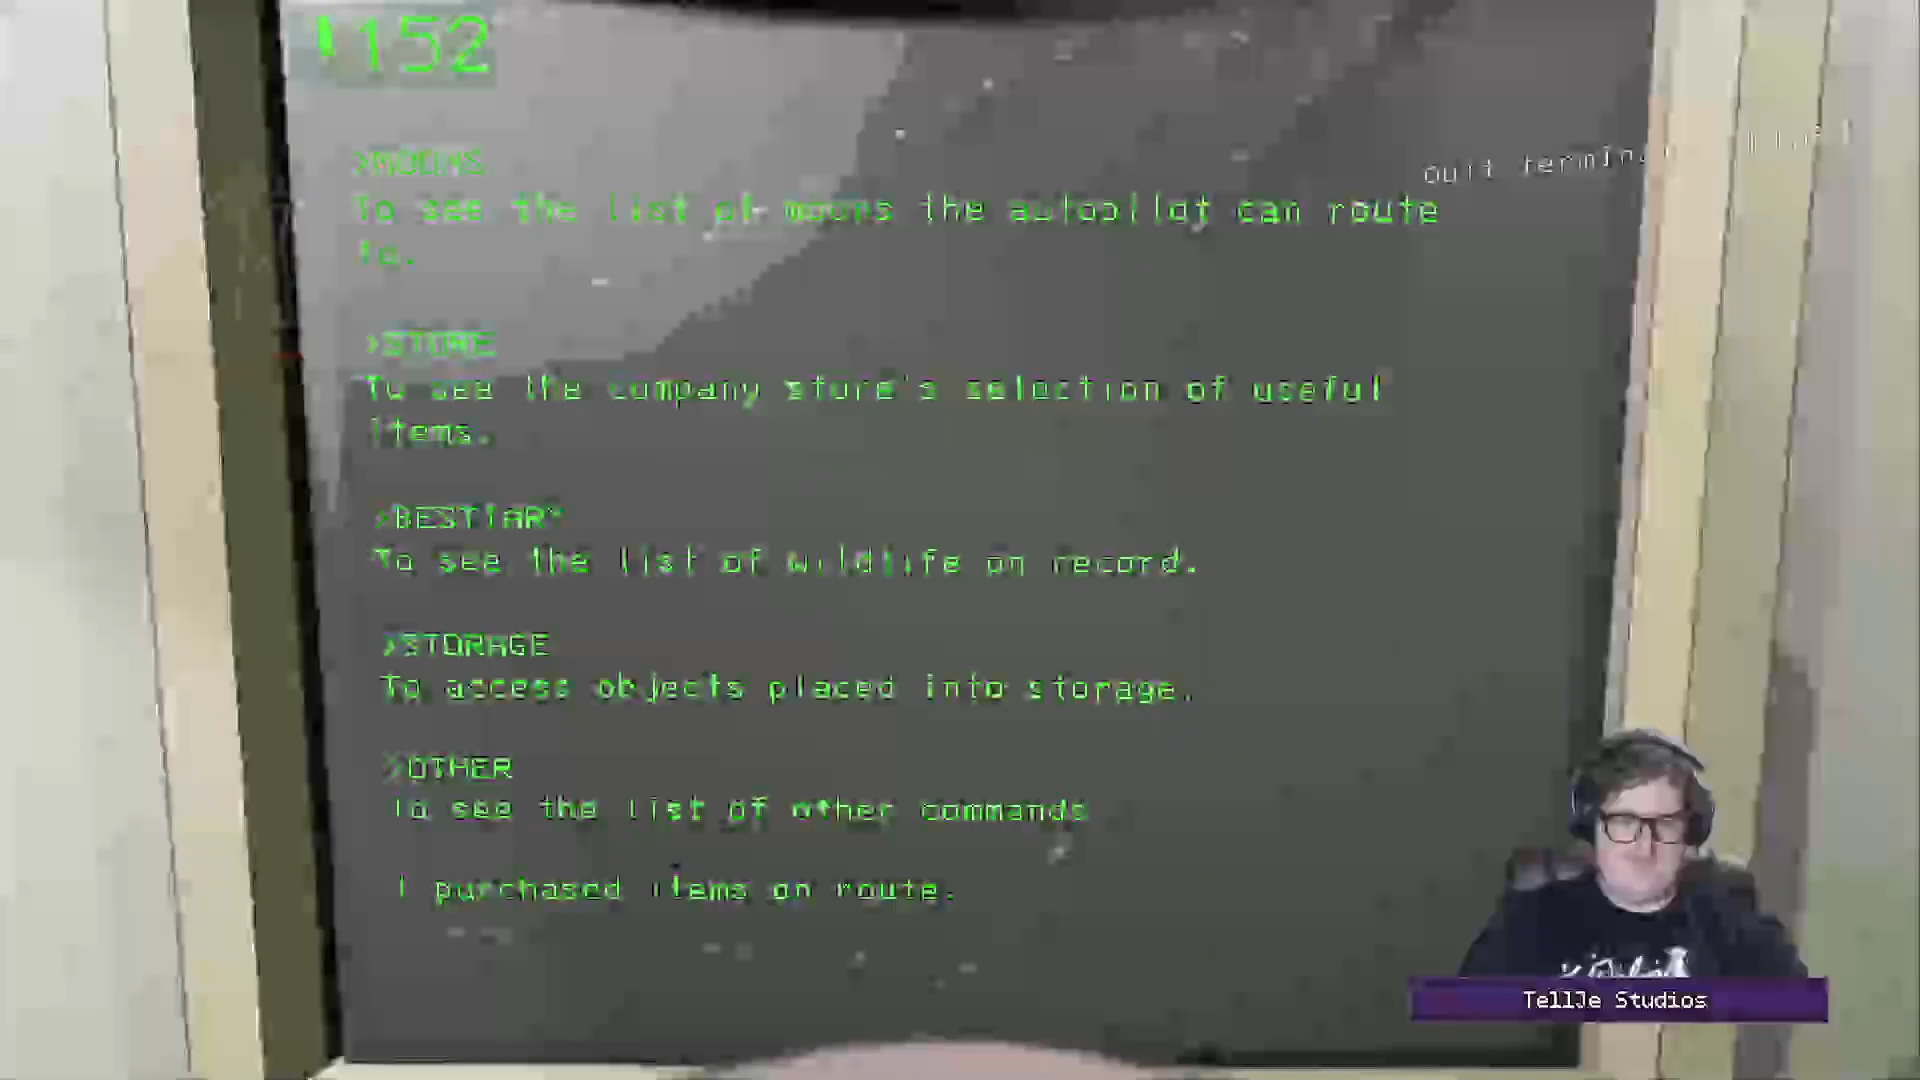 152
>MOONS
To see the list of moons the autopilot can route
to.
>STORE
To see the company store's selection of useful
items.
>BESTIARY
To see the list of wildlife on record.
>STORAGE
To access objects placed into storage.
>OTHER
To see the list of other commands
1 purchased items on route.
Quit
TellJe Studios